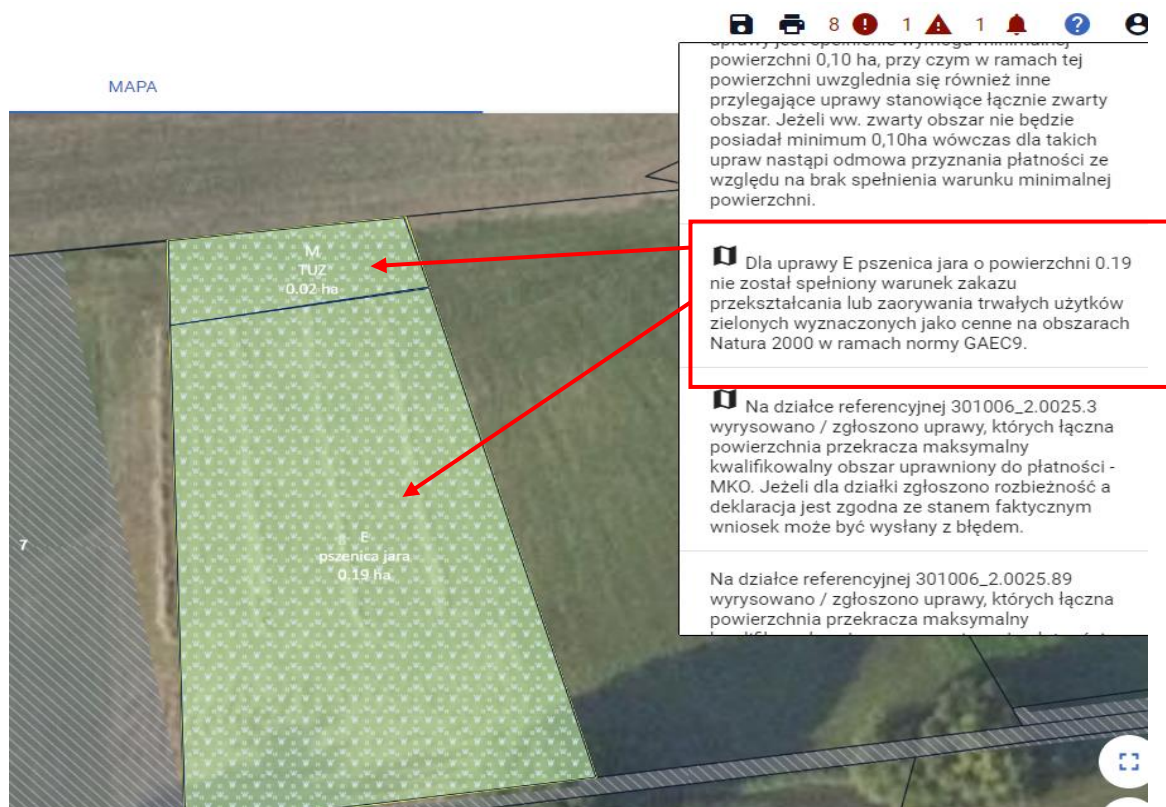 8 1 1
MAPA
uprawy jest spełnienie wymogu minimalnej
powierzchni 0,10 ha, przy czym w ramach tej
powierzchni uwzglednia się również inne
przylegające uprawy stanowiące łącznie zwarty
obszar. Jeżeli ww. zwarty obszar nie będzie
posiadał minimum 0,10ha wówczas dla takich
upraw nastąpi odmowa przyznania płatności ze
względu na brak spełnienia warunku minimalnej
powierzchni.
Dla uprawy E pszenica jara o powierzchni 0.19
nie został spełniony warunek zakazu
przekształcania lub zaorywania trwałych użytków
zielonych wyznaczonych jako cenne na obszarach
Natura 2000 w ramach normy GAEC9.
Na działce referencyjnej 301006_2.0025.3
wyrysowano / zgłoszono uprawy, których łączna
powierzchnia przekracza maksymalny
kwalifikowalny obszar uprawniony do płatności -
MKO. Jeżeli dla działki zgłoszono rozbieżność a
deklaracja jest zgodna ze stanem faktycznym
wniosek może być wysłany z błędem.
Na działce referencyjnej 301006_2.0025.89
wyrysowano / zgłoszono uprawy, których łączna
powierzchnia przekracza maksymalny
M
TUZ
0.02 ha
E
pszenica jara
0.19 ha
7